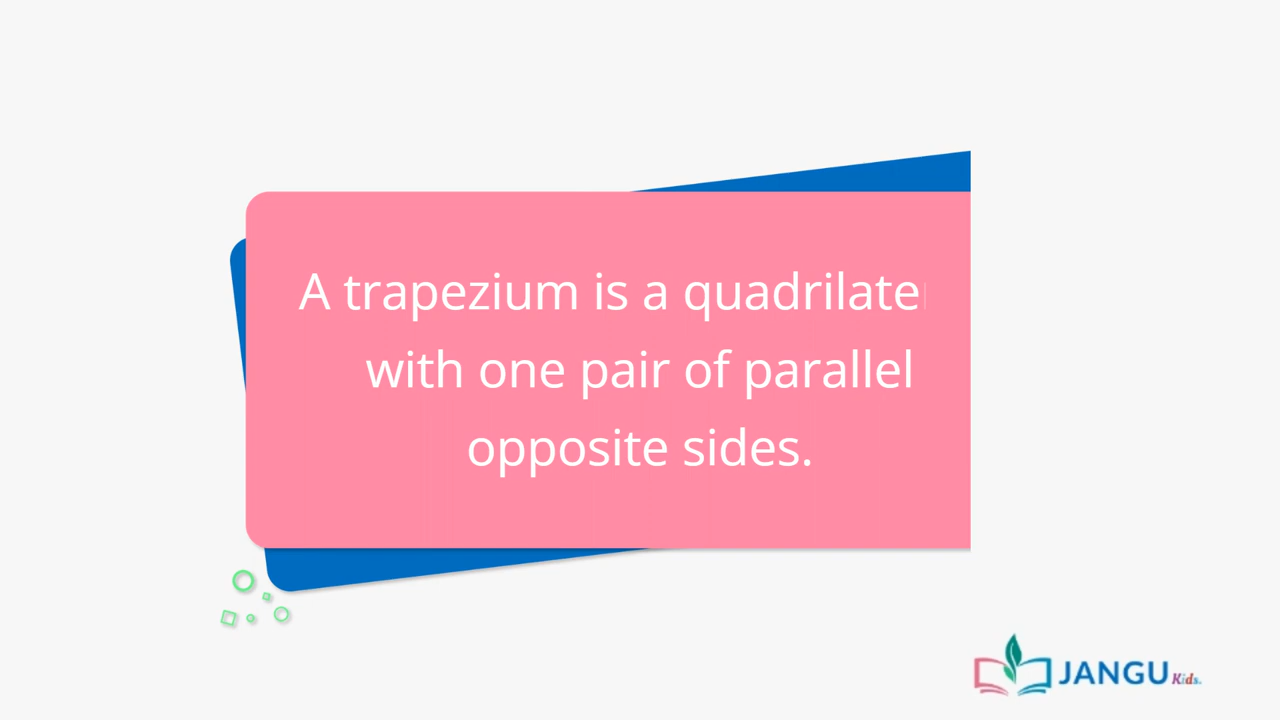 A trapezium is a quadrilate
with one pair of parallel
opposite sides.
JANGU Kids.